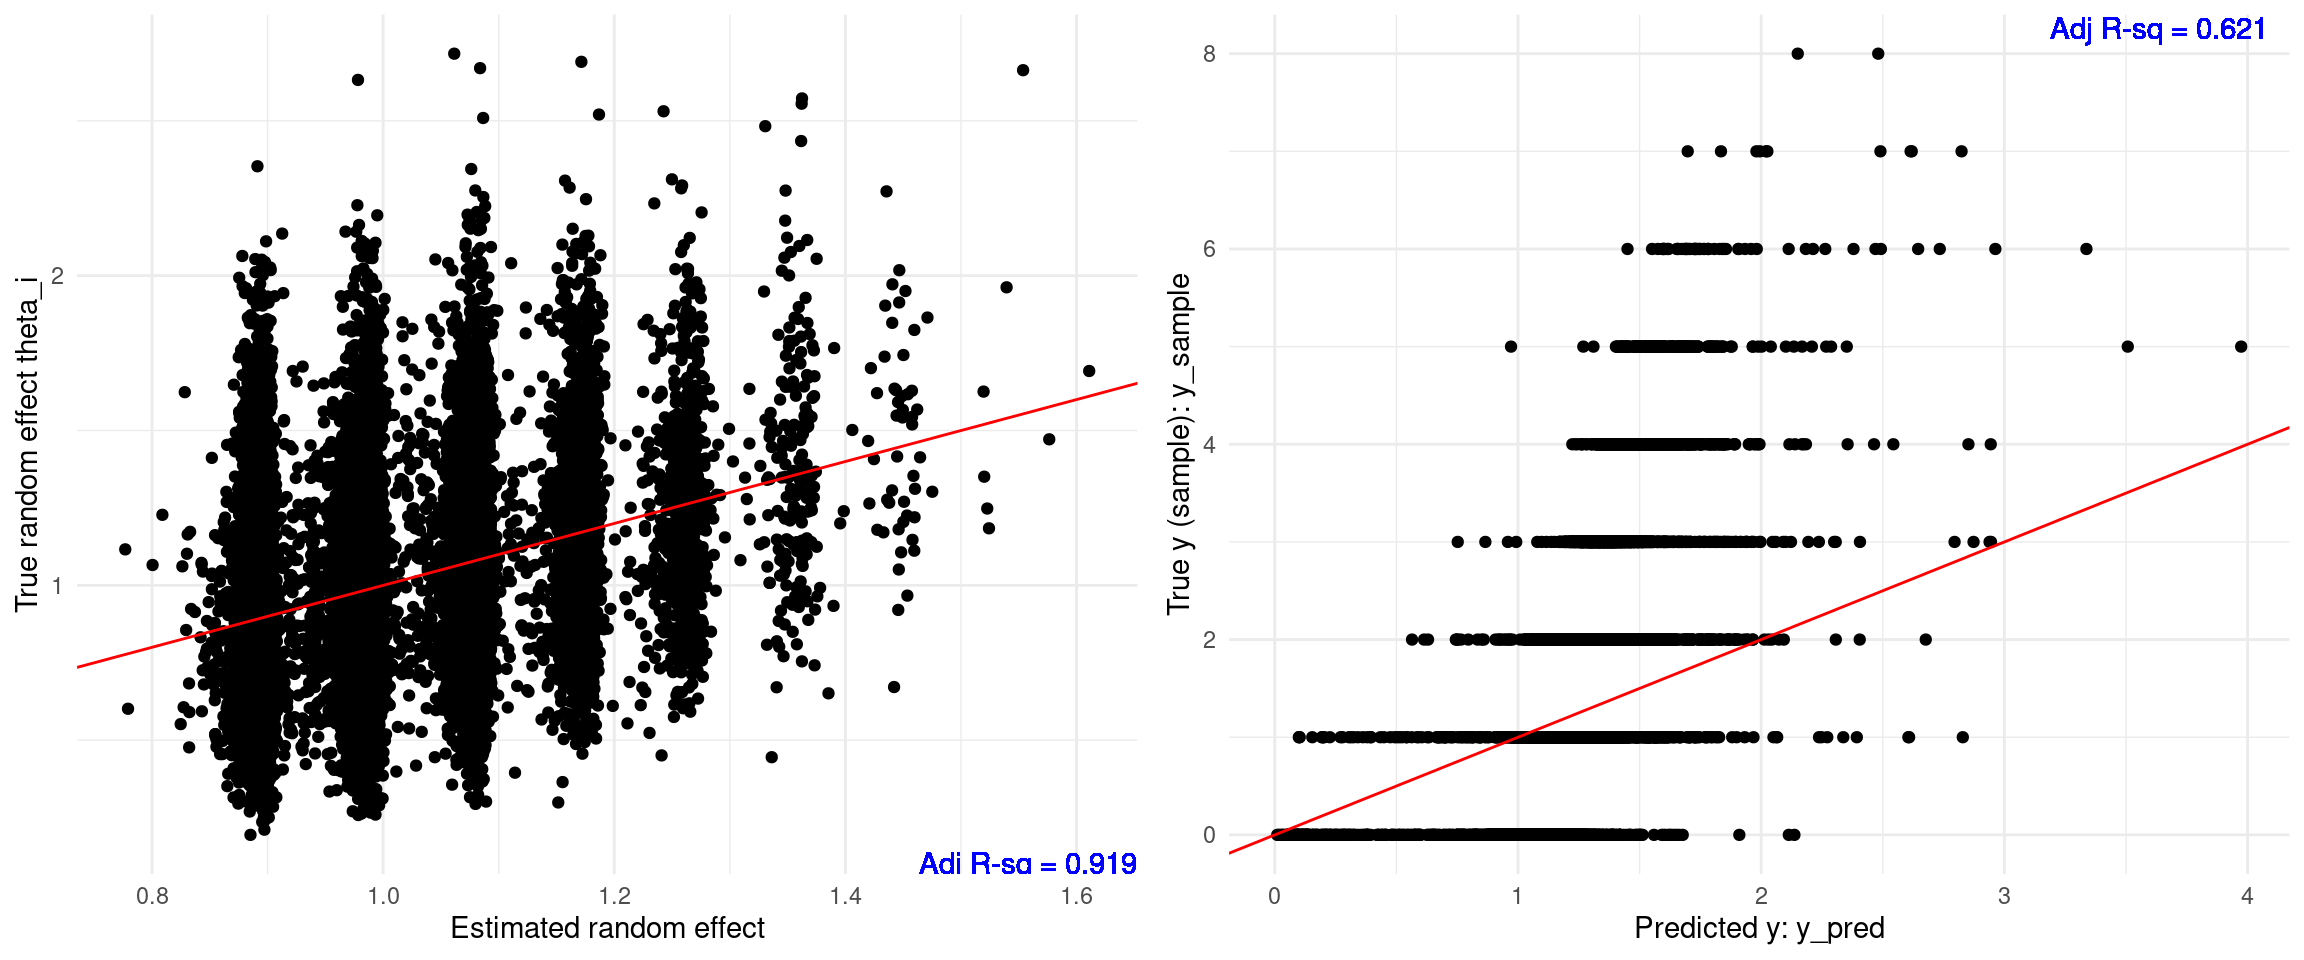 Adj R-sq = 0.919
True random effect theta_i
2
1
0.8
1.0
1.2
1.4
1.6
Estimated random effect
Adj R-sq = 0.621
True y (sample): y_sample
8
6
4
2
0
0
1
2
3
4
Predicted y: y_pred